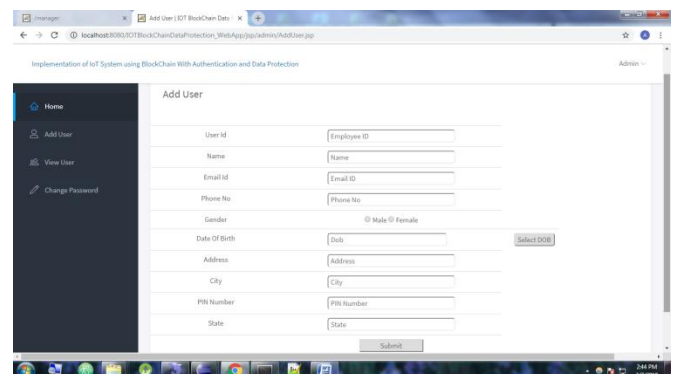 /manager
Add User | IOT BlockChain Data
localhost:8080/IOTBlockChainDataProtection_WebApp/jsp/admin/AddUser.jsp
Implementation of IoT System using BlockChain With Authentication and Data Protection
Admin
Home
Add User
View User
Change Password
Add User
User Id
Employee ID
Name
Name
Email Id
Email ID
Phone No
Phone No
Gender
Male Female
Date Of Birth
Dob
Select DOB
Address
Address
City
City
PIN Number
PIN Number
State
State
Submit
2:44 PM